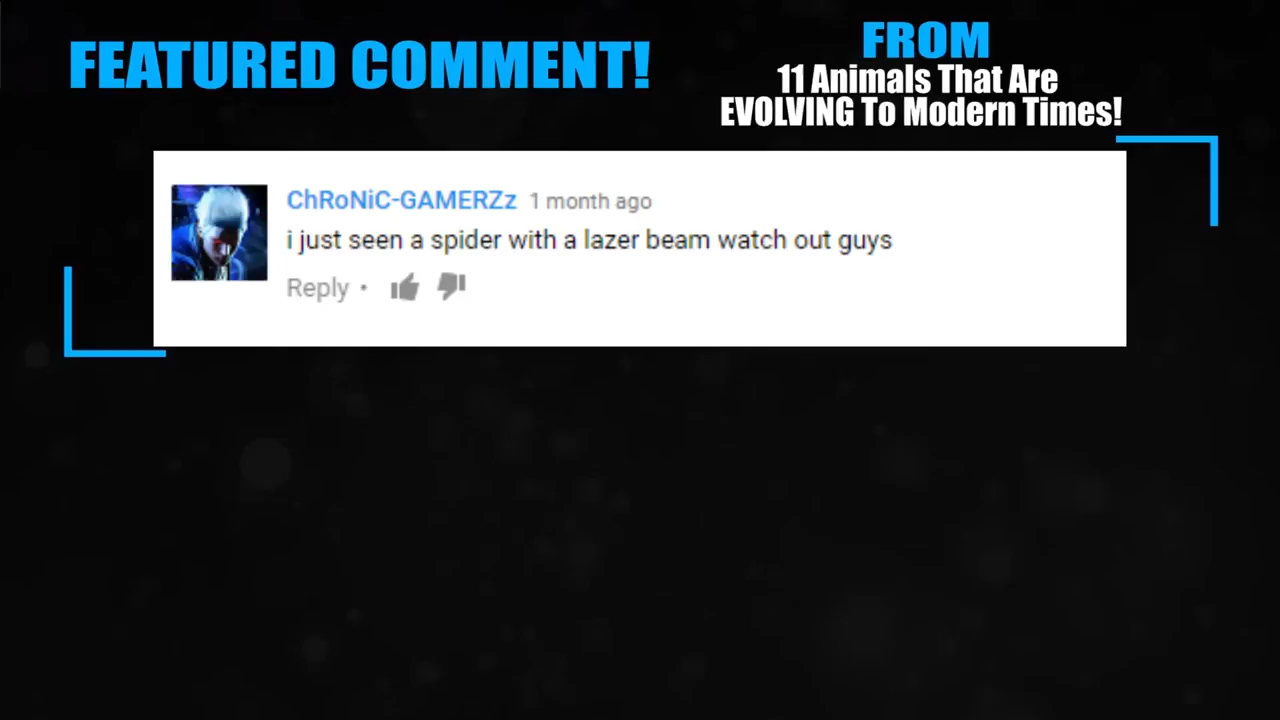 FEATURED COMMENT!
FROM
11 Animals That Are
EVOLVING To Modern Times!
ChRoNiC-GAMERZz 1 month ago
i just seen a spider with a lazer beam watch out guys
Reply •